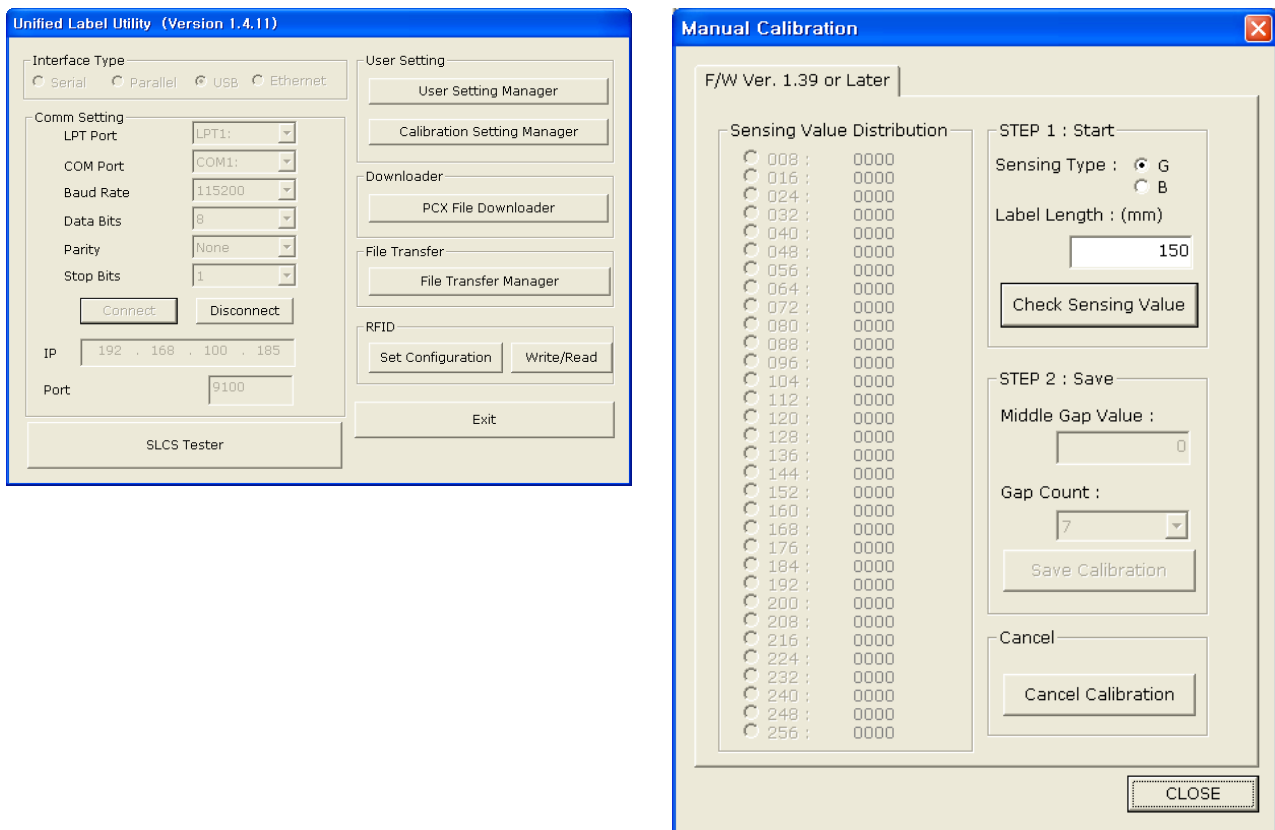 Unified Label Utility (Version 1.4.11)
Interface Type
Serial Parallel USB Ethernet
Comm Setting
LPT Port LPT1:
COM Port COM1:
Baud Rate 115200
Data Bits 8
Parity None
Stop Bits 1
Connect Disconnect
IP 192 . 168 . 100 . 185
Port 9100
SLCS Tester
User Setting
User Setting Manager
Calibration Setting Manager
Downloader
PCX File Downloader
File Transfer
File Transfer Manager
RFID
Set Configuration Write/Read
Exit
Manual Calibration
F/W Ver. 1.39 or Later
Sensing Value Distribution
008 : 0000
016 : 0000
024 : 0000
032 : 0000
040 : 0000
048 : 0000
056 : 0000
064 : 0000
072 : 0000
080 : 0000
088 : 0000
096 : 0000
104 : 0000
112 : 0000
120 : 0000
128 : 0000
136 : 0000
144 : 0000
152 : 0000
160 : 0000
168 : 0000
176 : 0000
184 : 0000
192 : 0000
200 : 0000
208 : 0000
216 : 0000
224 : 0000
232 : 0000
240 : 0000
248 : 0000
256 : 0000
STEP 1 : Start
Sensing Type : G
B
Label Length : (mm)
150
Check Sensing Value
STEP 2 : Save
Middle Gap Value :
0
Gap Count :
7
Save Calibration
Cancel
Cancel Calibration
CLOSE